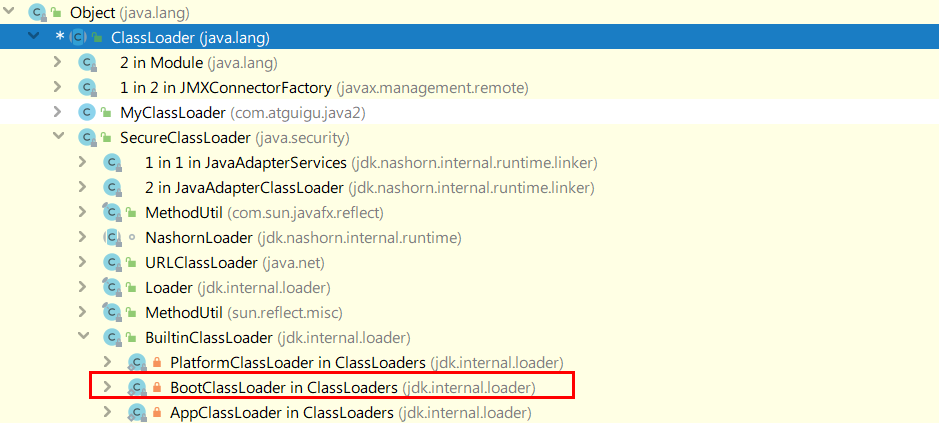 Object (java.lang)
* ClassLoader (java.lang)
2 in Module (java.lang)
1 in 2 in JMXConnectorFactory (javax.management.remote)
MyClassLoader (com.atguigu.java2)
SecureClassLoader (java.security)
1 in 1 in JavaAdapterServices (jdk.nashorn.internal.runtime.linker)
2 in JavaAdapterClassLoader (jdk.nashorn.internal.runtime.linker)
MethodUtil (com.sun.javafx.reflect)
NashornLoader (jdk.nashorn.internal.runtime)
URLClassLoader (java.net)
Loader (jdk.internal.loader)
MethodUtil (sun.reflect.misc)
BuiltinClassLoader (jdk.internal.loader)
PlatformClassLoader in ClassLoaders (jdk.internal.loader)
BootClassLoader in ClassLoaders (jdk.internal.loader)
AppClassLoader in ClassLoaders (jdk.internal.loader)